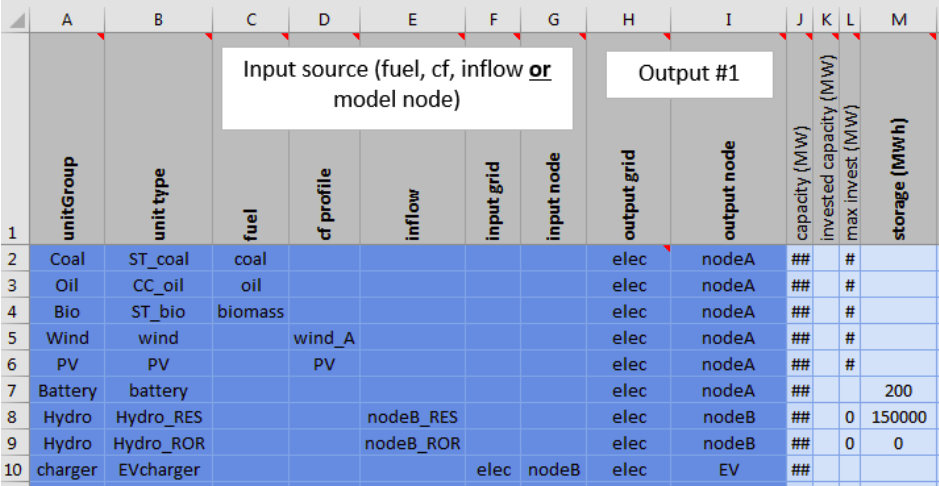 A B C D E F G H I J K L M
Input source (fuel, cf, inflow or
model node)
Output #1
1 unitGroup unit type fuel cf profile inflow input grid input node output grid output node capacity (MW) invested capacity (MW) max invest (MW) storage (MWh)
2 Coal ST_coal coal elec nodeA ## #
3 Oil CC_oil oil elec nodeA ## #
4 Bio ST_bio biomass elec nodeA ## #
5 Wind wind wind_A elec nodeA ## #
6 PV PV PV elec nodeA ## #
7 Battery battery elec nodeA ## 200
8 Hydro Hydro_RES nodeB_RES elec nodeB ## 0 150000
9 Hydro Hydro_ROR nodeB_ROR elec nodeB ## 0 0
10 charger EVcharger elec nodeB elec EV ##